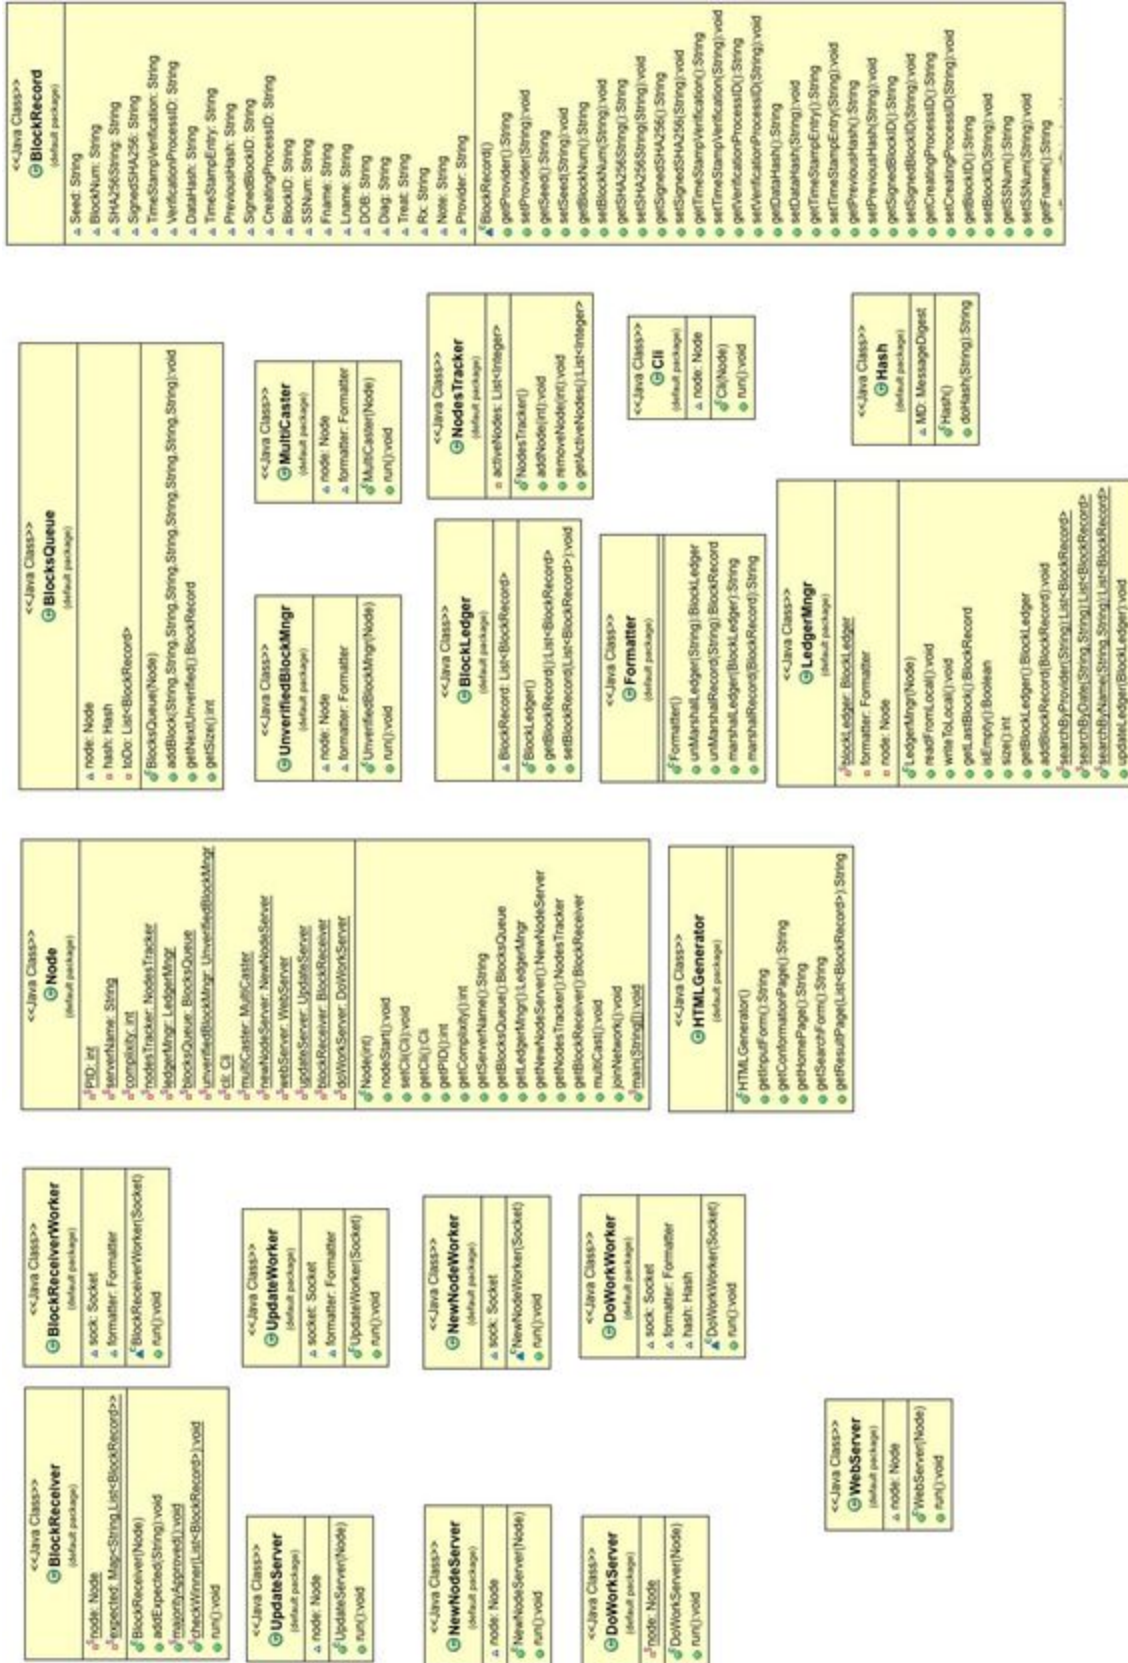 <<Java Class>>
BlockReceiver
(default package)
node: Node
expected: Map<String,List<BlockRecord>>
BlockReceiver(Node)
addExpected(String):void
majorityApproved():void
checkWinner(List<BlockRecord>):void
run():void
<<Java Class>>
BlockReceiverWorker
(default package)
sock: Socket
formatter: Formatter
BlockReceiverWorker(Socket)
run():void
<<Java Class>>
Node
(default package)
PID: int
serverName: String
complixity: int
nodesTracker: NodesTracker
ledgerMngr: LedgerMngr
blocksQueue: BlocksQueue
unverifiedBlockMngr: UnverifiedBlockMngr
cli: Cli
multiCaster: MultiCaster
newNodeServer: NewNodeServer
webServer: WebServer
updateServer: UpdateServer
blockReceiver: BlockReceiver
doWorkServer: DoWorkServer
Node(int)
nodeStart():void
setCli(Cli):void
getCli():Cli
getPID():int
getComplixity():int
getServerName():String
getBlocksQueue():BlocksQueue
getLedgerMngr():LedgerMngr
getNewNodeServer():NewNodeServer
getNodesTracker():NodesTracker
getBlockReceiver():BlockReceiver
multiCast():void
joinNetwork():void
main(String[]):void
<<Java Class>>
BlocksQueue
(default package)
node: Node
hash: Hash
toDo: List<BlockRecord>
BlocksQueue(Node)
addBlock(String,String,String,String,String,String,String,String):void
getNextUnverified():BlockRecord
getSize():int
<<Java Class>>
BlockRecord
(default package)
Seed: String
BlockNum: String
SHA256String: String
SignedSHA256: String
TimeStampVerification: String
VerificationProcessID: String
DataHash: String
TimeStampEntry: String
PreviousHash: String
SignedBlockID: String
CreatingProcessID: String
BlockID: String
SSNum: String
Fname: String
Lname: String
DOB: String
Diag: String
Treat: String
Rx: String
Note: String
Provider: String
BlockRecord()
getProvider():String
setProvider(String):void
getSeed():String
setSeed(String):void
getBlockNum():String
setBlockNum(String):void
getSHA256String():String
setSHA256String(String):void
getSignedSHA256():String
setSignedSHA256(String):void
getTimeStampVerification():String
setTimeStampVerification(String):void
getVerificationProcessID():String
setVerificationProcessID(String):void
getDataHash():String
setDataHash(String):void
getTimeStampEntry():String
setTimeStampEntry(String):void
getPreviousHash():String
setPreviousHash(String):void
getSignedBlockID():String
setSignedBlockID(String):void
getCreatingProcessID():String
setCreatingProcessID(String):void
getBlockID():String
setBlockID(String):void
getSSNum():String
setSSNum(String):void
getFname():String
<<Java Class>>
UpdateServer
(default package)
node: Node
UpdateServer(Node)
run():void
<<Java Class>>
UpdateWorker
(default package)
socket: Socket
formatter: Formatter
UpdateWorker(Socket)
run():void
<<Java Class>>
UnverifiedBlockMngr
(default package)
node: Node
formatter: Formatter
UnverifiedBlockMngr(Node)
run():void
<<Java Class>>
MultiCaster
(default package)
node: Node
formatter: Formatter
MultiCaster(Node)
run():void
<<Java Class>>
NewNodeServer
(default package)
node: Node
NewNodeServer(Node)
run():void
<<Java Class>>
NewNodeWorker
(default package)
sock: Socket
NewNodeWorker(Socket)
run():void
<<Java Class>>
BlockLedger
(default package)
BlockRecord: List<BlockRecord>
BlockLedger()
getBlockRecord():List<BlockRecord>
setBlockRecord(List<BlockRecord>):void
<<Java Class>>
NodesTracker
(default package)
activeNodes: List<Integer>
NodesTracker()
addNode(int):void
removeNode(int):void
getActiveNodes():List<Integer>
<<Java Class>>
DoWorkServer
(default package)
node: Node
DoWorkServer(Node)
run():void
<<Java Class>>
DoWorkWorker
(default package)
sock: Socket
formatter: Formatter
hash: Hash
DoWorkWorker(Socket)
run():void
<<Java Class>>
HTMLGenerator
(default package)
HTMLGenerator()
getInputForm():String
getConformationPage():String
getHomePage():String
getSearchForm():String
getResultPage(List<BlockRecord>):String
<<Java Class>>
Formatter
(default package)
Formatter()
unMarshalLedger(String):BlockLedger
unMarshalRecord(String):BlockRecord
marshalLedger(BlockLedger):String
marshalRecord(BlockRecord):String
<<Java Class>>
Cli
(default package)
node: Node
Cli(Node)
run():void
<<Java Class>>
WebServer
(default package)
node: Node
WebServer(Node)
run():void
<<Java Class>>
LedgerMngr
(default package)
blockLedger: BlockLedger
formatter: Formatter
node: Node
LedgerMngr(Node)
readFromLocal():void
writeToLocal():void
getLastBlock():BlockRecord
isEmpty():Boolean
size():int
getBlockLedger():BlockLedger
addBlockRecord(BlockRecord):void
searchByProvider(String):List<BlockRecord>
searchByDate(String,String):List<BlockRecord>
searchByName(String,String):List<BlockRecord>
updateLedger(BlockLedger):void
<<Java Class>>
Hash
(default package)
MD: MessageDigest
Hash()
doHash(String):String